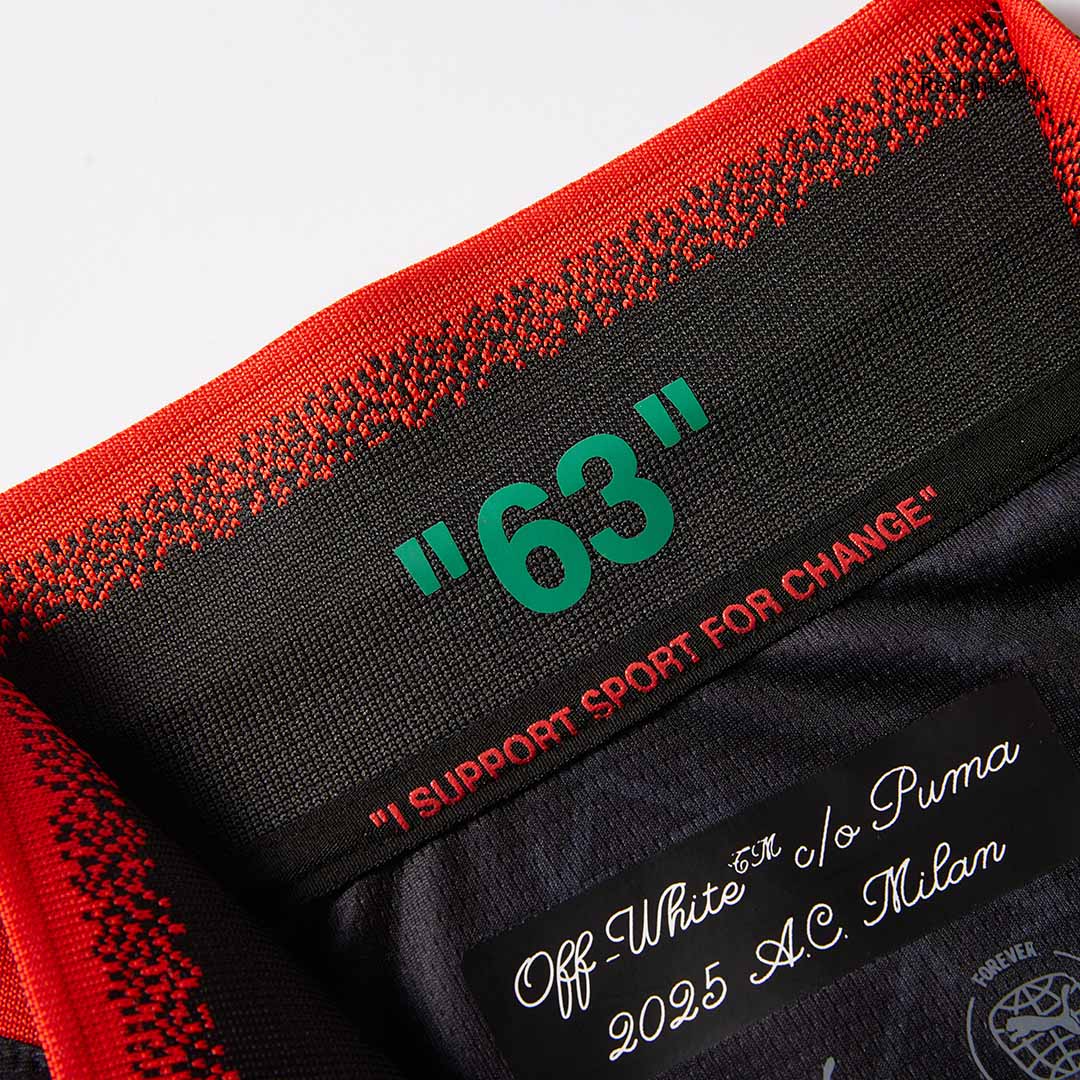 "63"
"I SUPPORT SPORT FOR CHANGE"
Off-White™ c/o Puma
2025 A.C. Milan
FOREVER